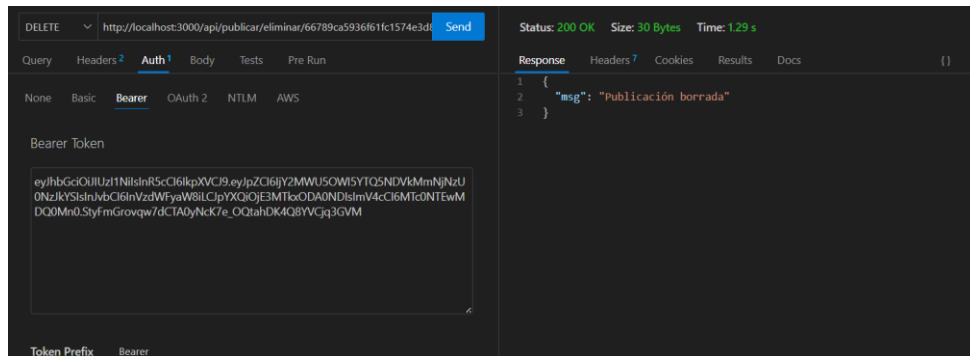 DELETE http://localhost:3000/api/publicar/eliminar/66789ca5936f61fc1574e3d8 Send
Status: 200 OK Size: 30 Bytes Time: 1.29 s
Query Headers 2 Auth 1 Body Tests Pre Run
Response Headers 7 Cookies Results Docs {}
None Basic Bearer OAuth 2 NTLM AWS
1 {
2 "msg": "Publicación borrada"
3 }
Bearer Token
eyJhbGciOiJIUzI1NiIsInR5cCI6IkpXVCJ9.eyJpZCI6IjY2MWU5OWI5YTQ5NDVkMmNjNzU
0NzJkYSIsInJvbCI6InVzdWFyaW8iLCJpYXQiOjE3MTkxODA0NDIsImV4cCI6MTc0NTEwM
DQ0Mn0.StyFmGrovqw7dCTA0yNcK7e_OQtahDK4Q8YVCjq3GVM
Token Prefix Bearer